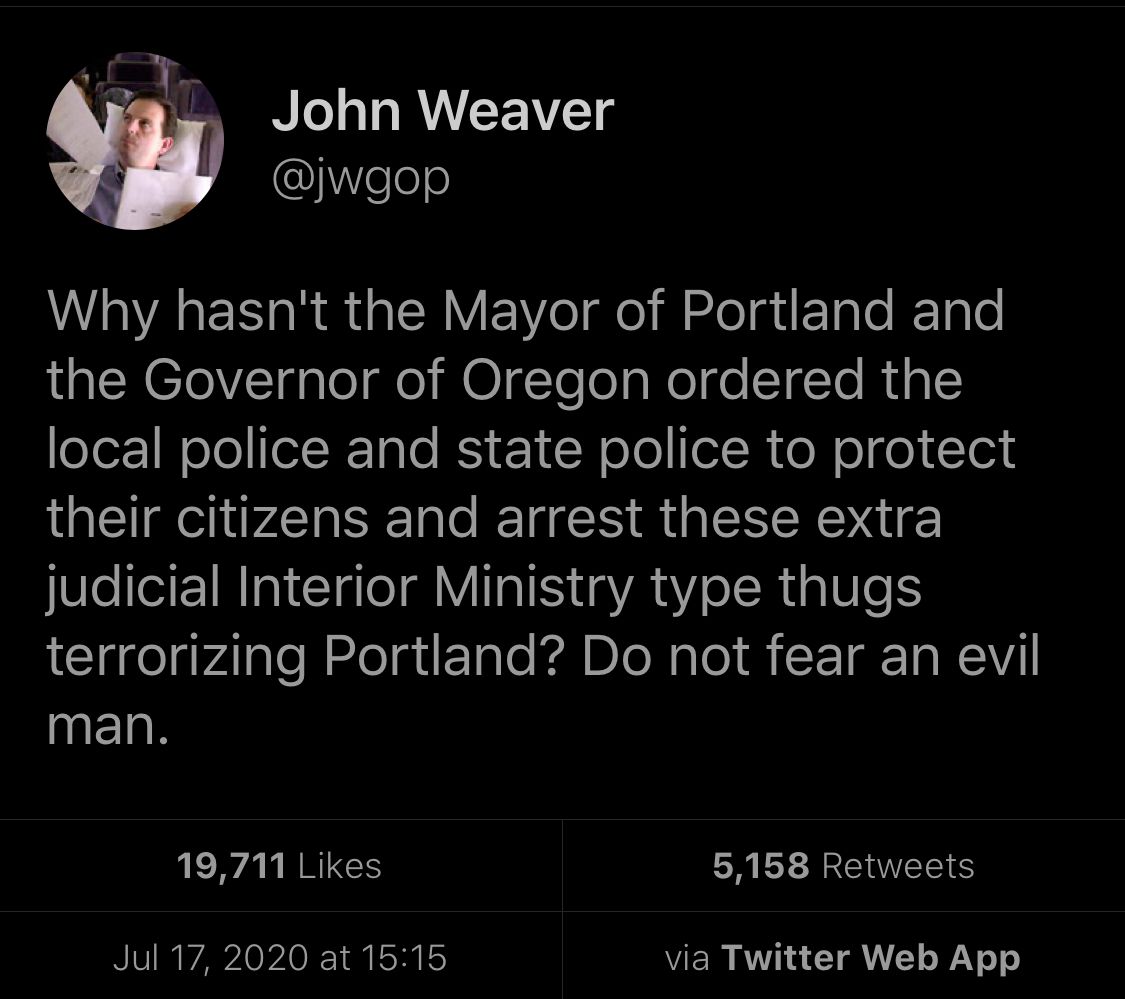 John Weaver
@jwgop
Why hasn't the Mayor of Portland and
the Governor of Oregon ordered the
local police and state police to protect
their citizens and arrest these extra
judicial Interior Ministry type thugs
terrorizing Portland? Do not fear an evil
man.
19,711 Likes
5,158 Retweets
Jul 17, 2020 at 15:15
via Twitter Web App